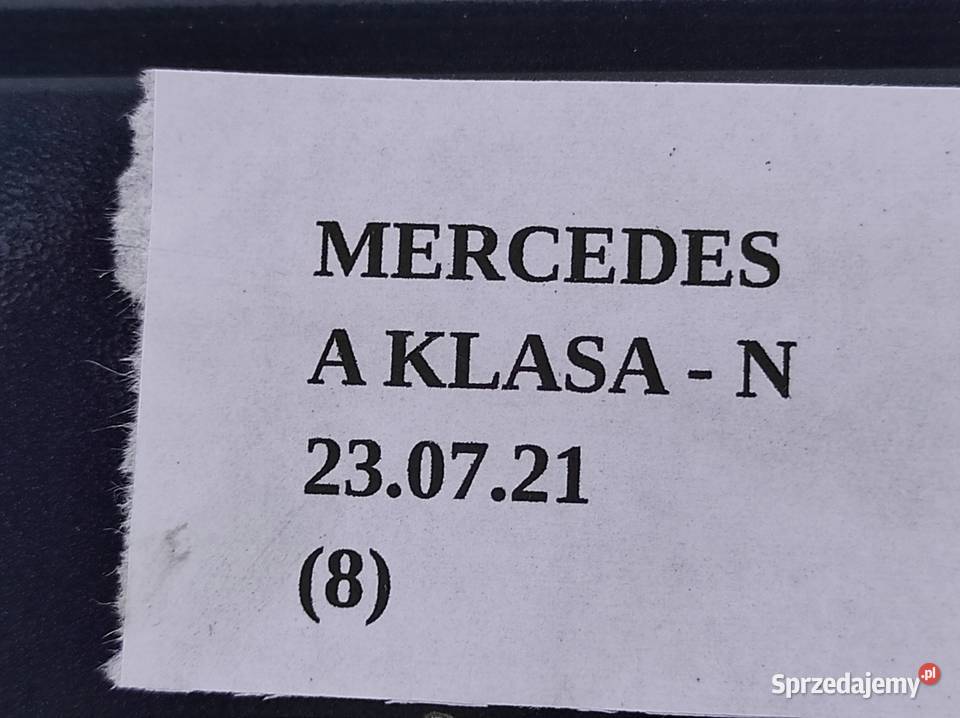 MERCEDES
A KLASA - N
23.07.21
(8)
Sprzedajemy.pl